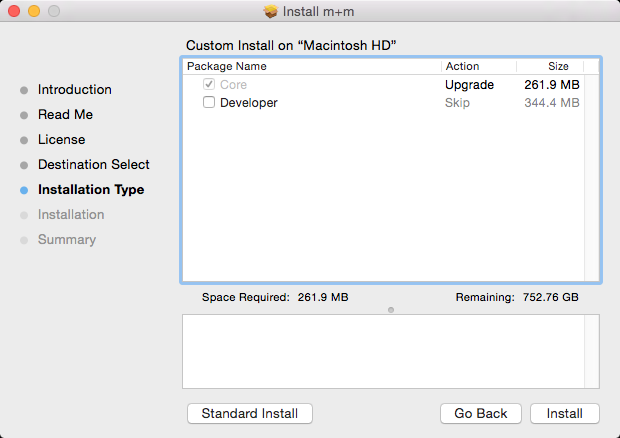 Install m+m
Custom Install on “Macintosh HD”
Package Name Action Size
Core Upgrade 261.9 MB
Developer Skip 344.4 MB
Introduction
Read Me
License
Destination Select
Installation Type
Installation
Summary
Space Required: 261.9 MB Remaining: 752.76 GB
Standard Install Go Back Install